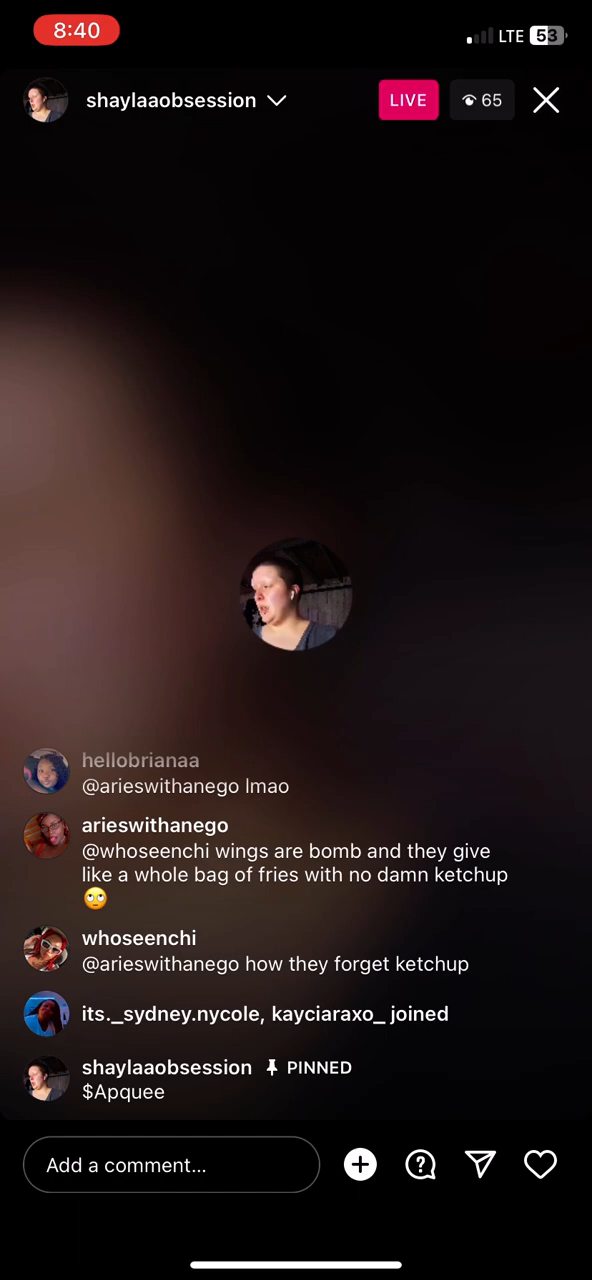 8:40
LTE 53
shaylaaobsession
LIVE
65
hellobrianaa
@arieswithanego lmao
arieswithanego
@whoseenchi wings are bomb and they give
like a whole bag of fries with no damn ketchup
🙄
whoseenchi
@arieswithanego how they forget ketchup
its._sydney.nycole, kayciaraxo_ joined
shaylaaobsession PINNED
$Apquee
Add a comment...